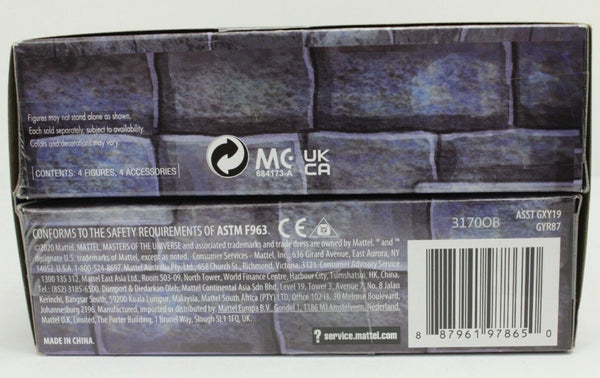 Figures may not stand alone as shown.
Each sold separately, subject to availability.
Colors and decorations may vary.
CONTENTS: 4 FIGURES, 4 ACCESSORIES
MC
684173-A
UK
CA
CONFORMS TO THE SAFETY REQUIREMENTS OF ASTM F963.
CE
3170OB
ASST GXY19
GYR87
©2020 Mattel. MATTEL, MASTERS OF THE UNIVERSE and associated trademarks and trade dress are owned by Mattel. ® and ™
designate U.S. trademarks of Mattel, except as noted. Consumer Services - Mattel, Inc., 636 Girard Avenue, East Aurora, NY
14052, U.S.A. 1-800-524-8697. Mattel Australia Pty. Ltd., 658 Church St., Richmond, Victoria. 3121. Consumer Advisory Service -
1300 135 312. Mattel East Asia Ltd., Room 503-09, North Tower, World Finance Centre, Harbour City, Tsimshatsui, HK, China.
Tel.: (852) 3185-6500. Diimport & Diedarkan Oleh: Mattel Continental Asia Sdn Bhd. Level 19, Tower 3, Avenue 7, No. 8 Jalan
Kerinchi, Bangsar South, 59200 Kuala Lumpur, Malaysia. Mattel South Africa (PTY) LTD, Office 102 I3, 30 Melrose Boulevard,
Johannesburg 2196. Manufactured, imported or distributed by: Mattel Europa B.V., Gondel 1, 1186 MJ Amstelveen, Nederland.
Mattel U.K. Limited, The Porter Building, 1 Brunel Way, Slough SL1 1FQ, UK.
MADE IN CHINA.
? service.mattel.com
8 87961 97865 0